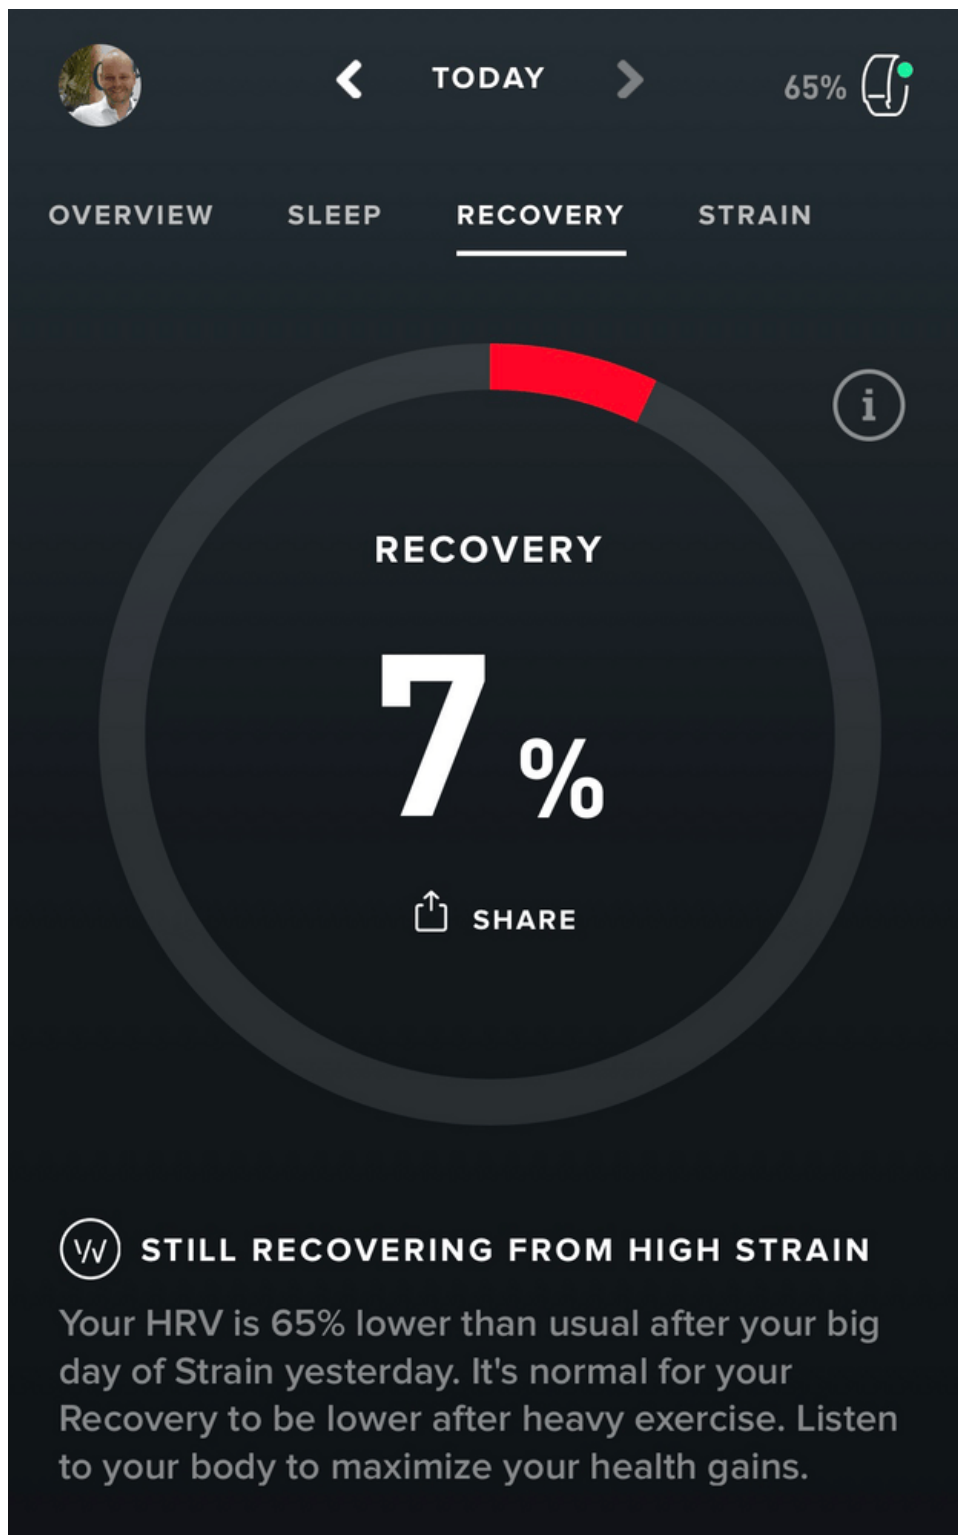 TODAY
65%
OVERVIEW SLEEP RECOVERY STRAIN
i
RECOVERY
7 %
SHARE
W STILL RECOVERING FROM HIGH STRAIN
Your HRV is 65% lower than usual after your big
day of Strain yesterday. It's normal for your
Recovery to be lower after heavy exercise. Listen
to your body to maximize your health gains.